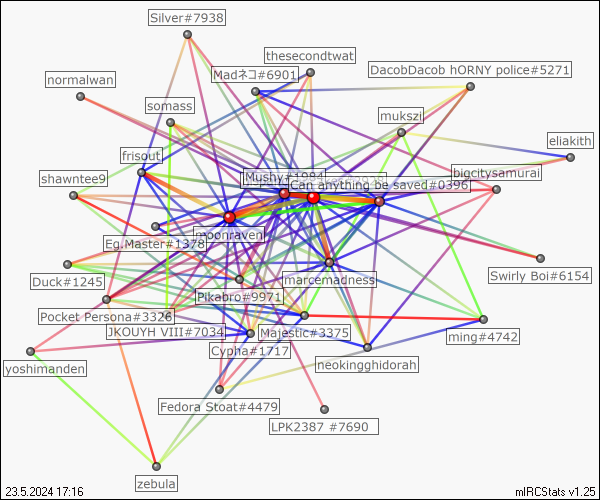 Silver#7938
thesecondtwat
Madネコ#6901
DacobDacob hORNY police#5271
normalwan
somass
mukszi
eliakith
frisout
bigcitysamurai
shawntee9
Mushy#1984
Can anything be saved#0396
moonraven
Eg.Master#1378
Duck#1245
marcemadness
Swirly Boi#6154
Pikabro#9971
Pocket Persona#3326
JKOUYH VIII#7034
Majestic#3375
ming#4742
Cypha#1717
yoshimanden
neokingghidorah
Fedora Stoat#4479
LPK2387 #7690
zebula
23.5.2024 17:16
mIRCStats v1.25